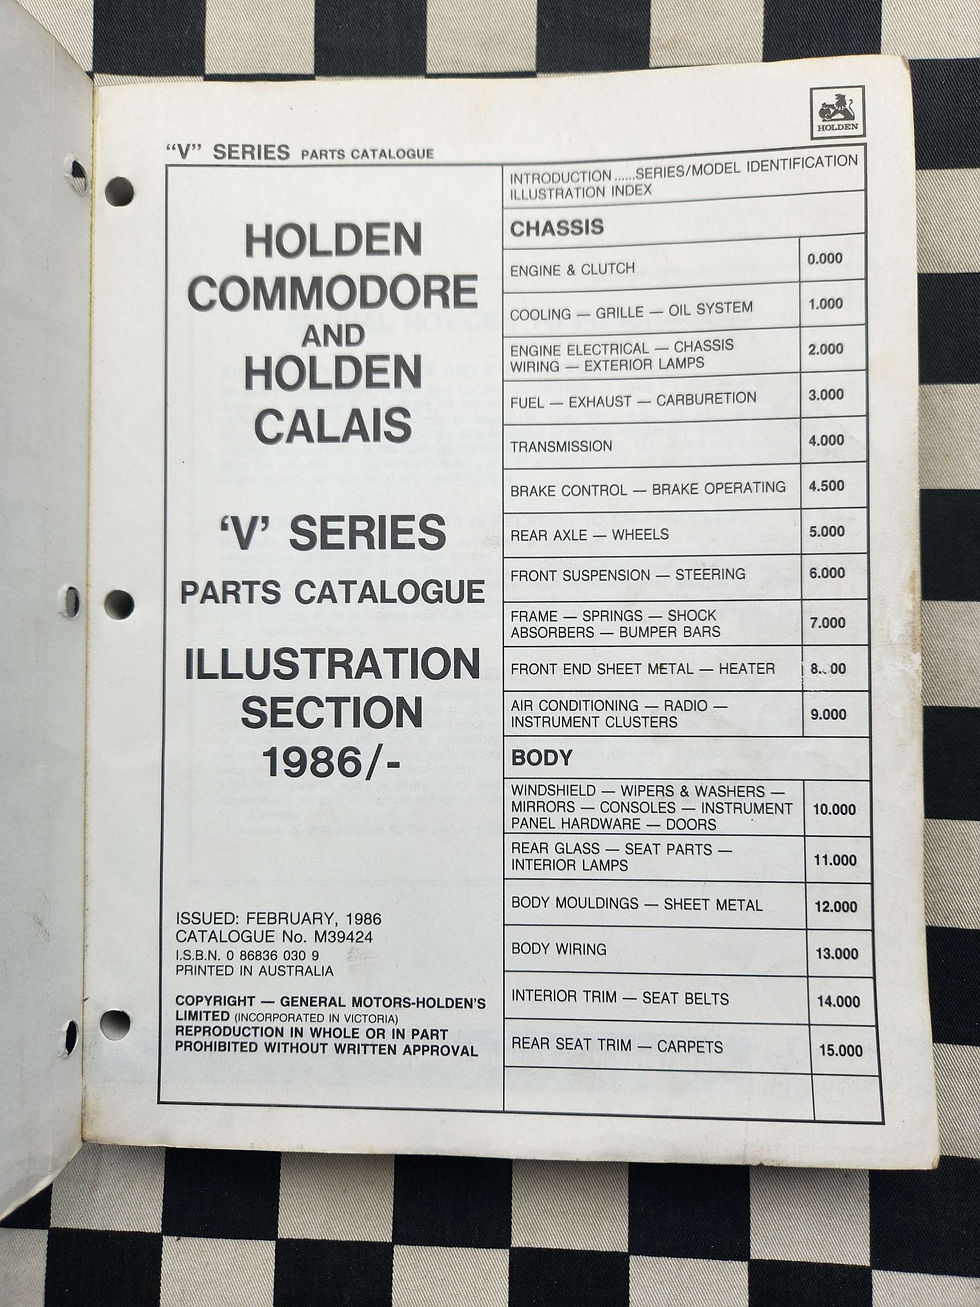 HOLDEN
"V" SERIES PARTS CATALOGUE
HOLDEN
COMMODORE
AND
HOLDEN
CALAIS
'V' SERIES
PARTS CATALOGUE
ILLUSTRATION
SECTION
1986/-
ISSUED: FEBRUARY, 1986
CATALOGUE No. M39424
I.S.B.N. 0 86836 030 9
PRINTED IN AUSTRALIA
COPYRIGHT — GENERAL MOTORS-HOLDEN'S
LIMITED (INCORPORATED IN VICTORIA)
REPRODUCTION IN WHOLE OR IN PART
PROHIBITED WITHOUT WRITTEN APPROVAL
INTRODUCTION ......SERIES/MODEL IDENTIFICATION
ILLUSTRATION INDEX
CHASSIS
ENGINE & CLUTCH 0.000
COOLING — GRILLE — OIL SYSTEM 1.000
ENGINE ELECTRICAL — CHASSIS
WIRING — EXTERIOR LAMPS 2.000
FUEL — EXHAUST — CARBURETION 3.000
TRANSMISSION 4.000
BRAKE CONTROL — BRAKE OPERATING 4.500
REAR AXLE — WHEELS 5.000
FRONT SUSPENSION — STEERING 6.000
FRAME — SPRINGS — SHOCK
ABSORBERS — BUMPER BARS 7.000
FRONT END SHEET METAL — HEATER
AIR CONDITIONING — RADIO —
INSTRUMENT CLUSTERS 9.000
BODY
WINDSHIELD — WIPERS & WASHERS —
MIRRORS — CONSOLES — INSTRUMENT 10.000
PANEL HARDWARE — DOORS
REAR GLASS — SEAT PARTS —
INTERIOR LAMPS 11.000
BODY MOULDINGS — SHEET METAL 12.000
BODY WIRING 13.000
INTERIOR TRIM — SEAT BELTS 14.000
REAR SEAT TRIM — CARPETS 15.000